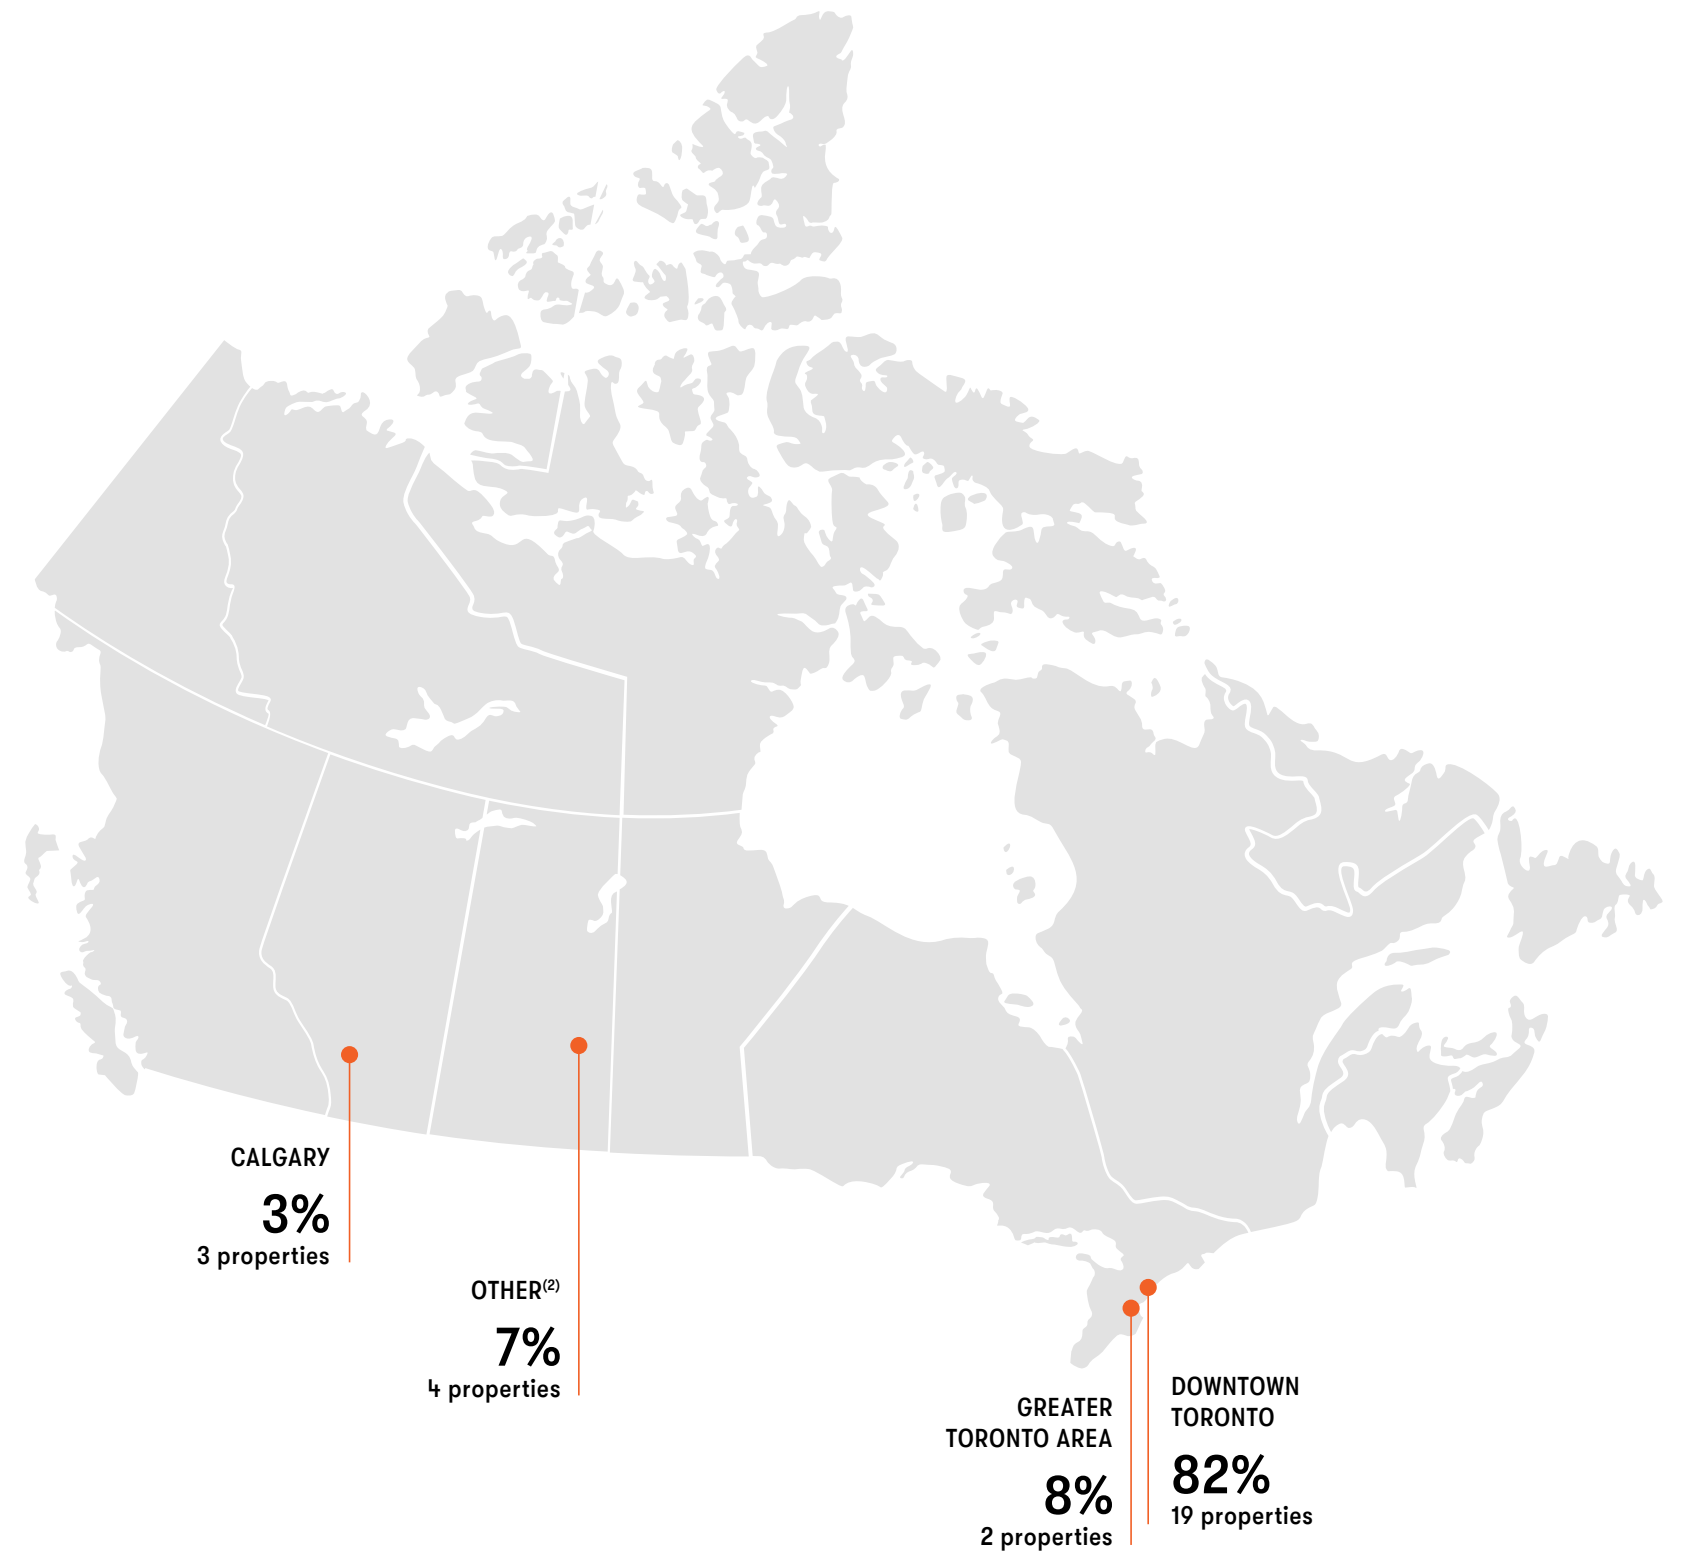 CALGARY
3%
3 properties
OTHER(2)
7%
4 properties
GREATER
TORONTO AREA
8%
2 properties
DOWNTOWN
TORONTO
82%
19 properties